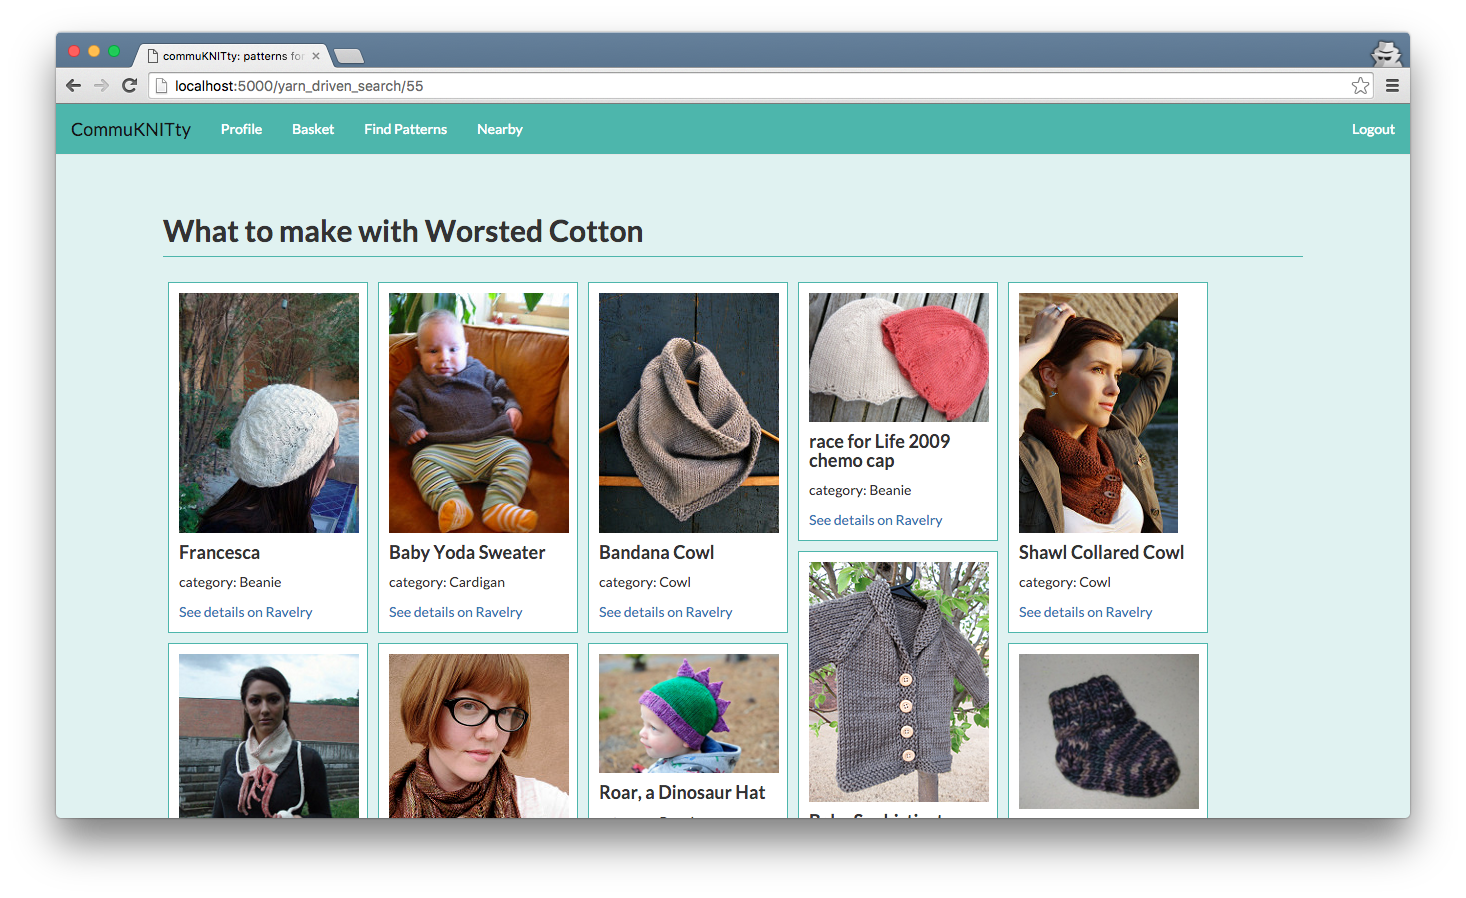 commuKNITty: patterns for
localhost:5000/yarn_driven_search/55
CommuKNITty
Profile
Basket
Find Patterns
Nearby
Logout
What to make with Worsted Cotton
Francesca
category: Beanie
See details on Ravelry
Baby Yoda Sweater
category: Cardigan
See details on Ravelry
Bandana Cowl
category: Cowl
See details on Ravelry
race for Life 2009
chemo cap
category: Beanie
See details on Ravelry
Shawl Collared Cowl
category: Cowl
See details on Ravelry
Roar, a Dinosaur Hat